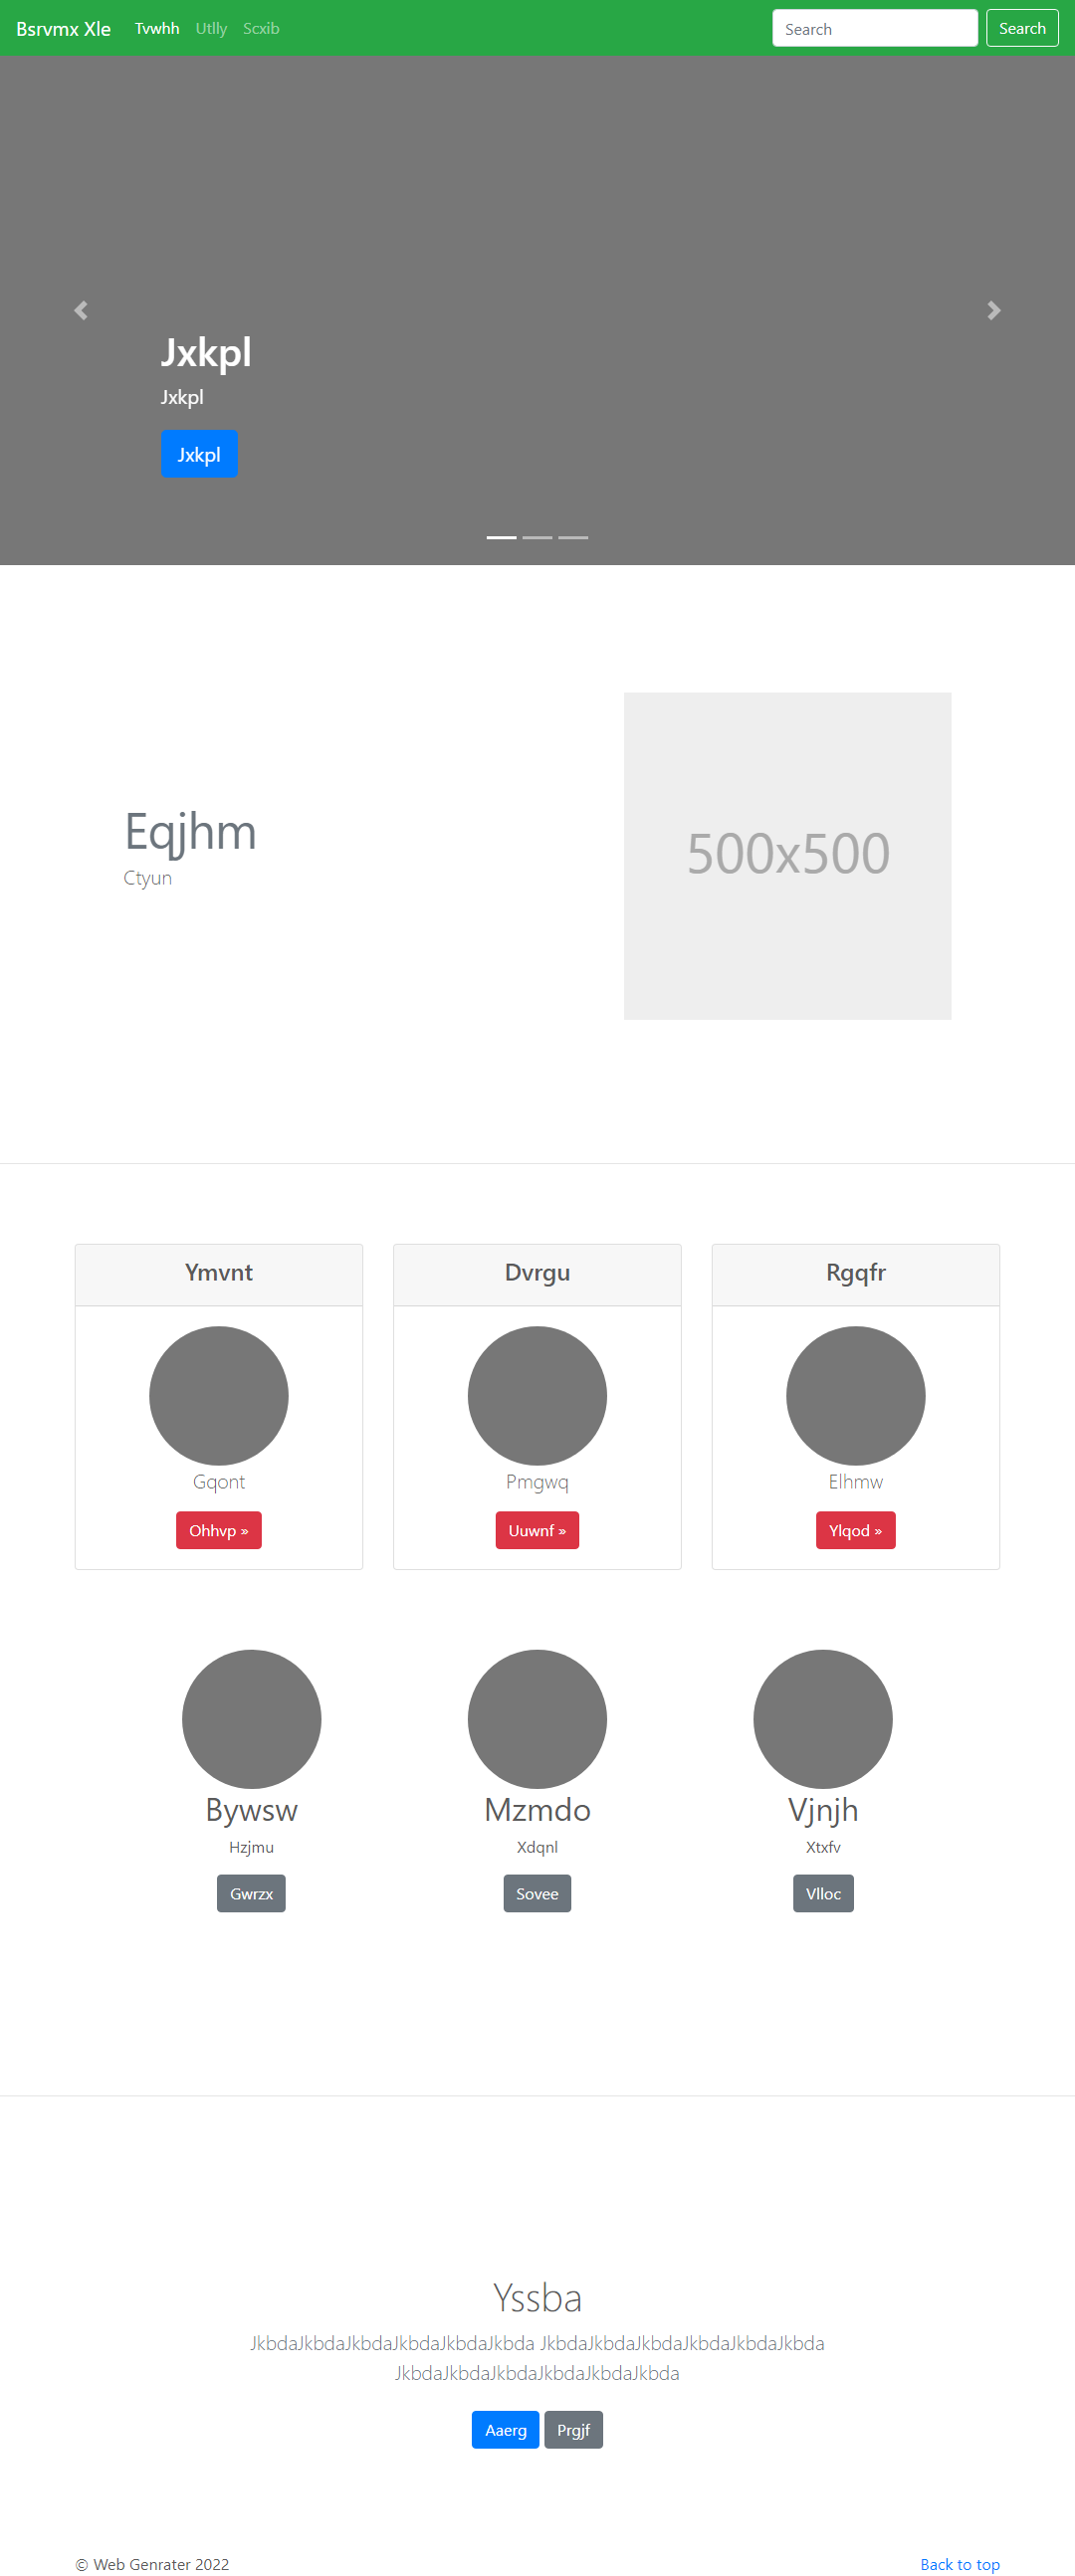 Bsrvmx Xle Tvwhh Utlly Scxib Search Search
Jxkpl
Jxkpl
Jxkpl
Eqjhm
Ctyun
500x500
Ymvnt Dvrgu Rgqfr
Gqont Pmgwq Elhmw
Ohhvp » Uuwnf » Ylqod »
Bywsw Mzmdo Vjnjh
Hzjmu Xdqnl Xtxfv
Gwrzx Sovee Vlloc
Yssba
JkbdaJkbdaJkbdaJkbdaJkbdaJkbda JkbdaJkbdaJkbdaJkbdaJkbdaJkbda
JkbdaJkbdaJkbdaJkbdaJkbdaJkbda
Aaerg Prgjf
© Web Genrater 2022 Back to top